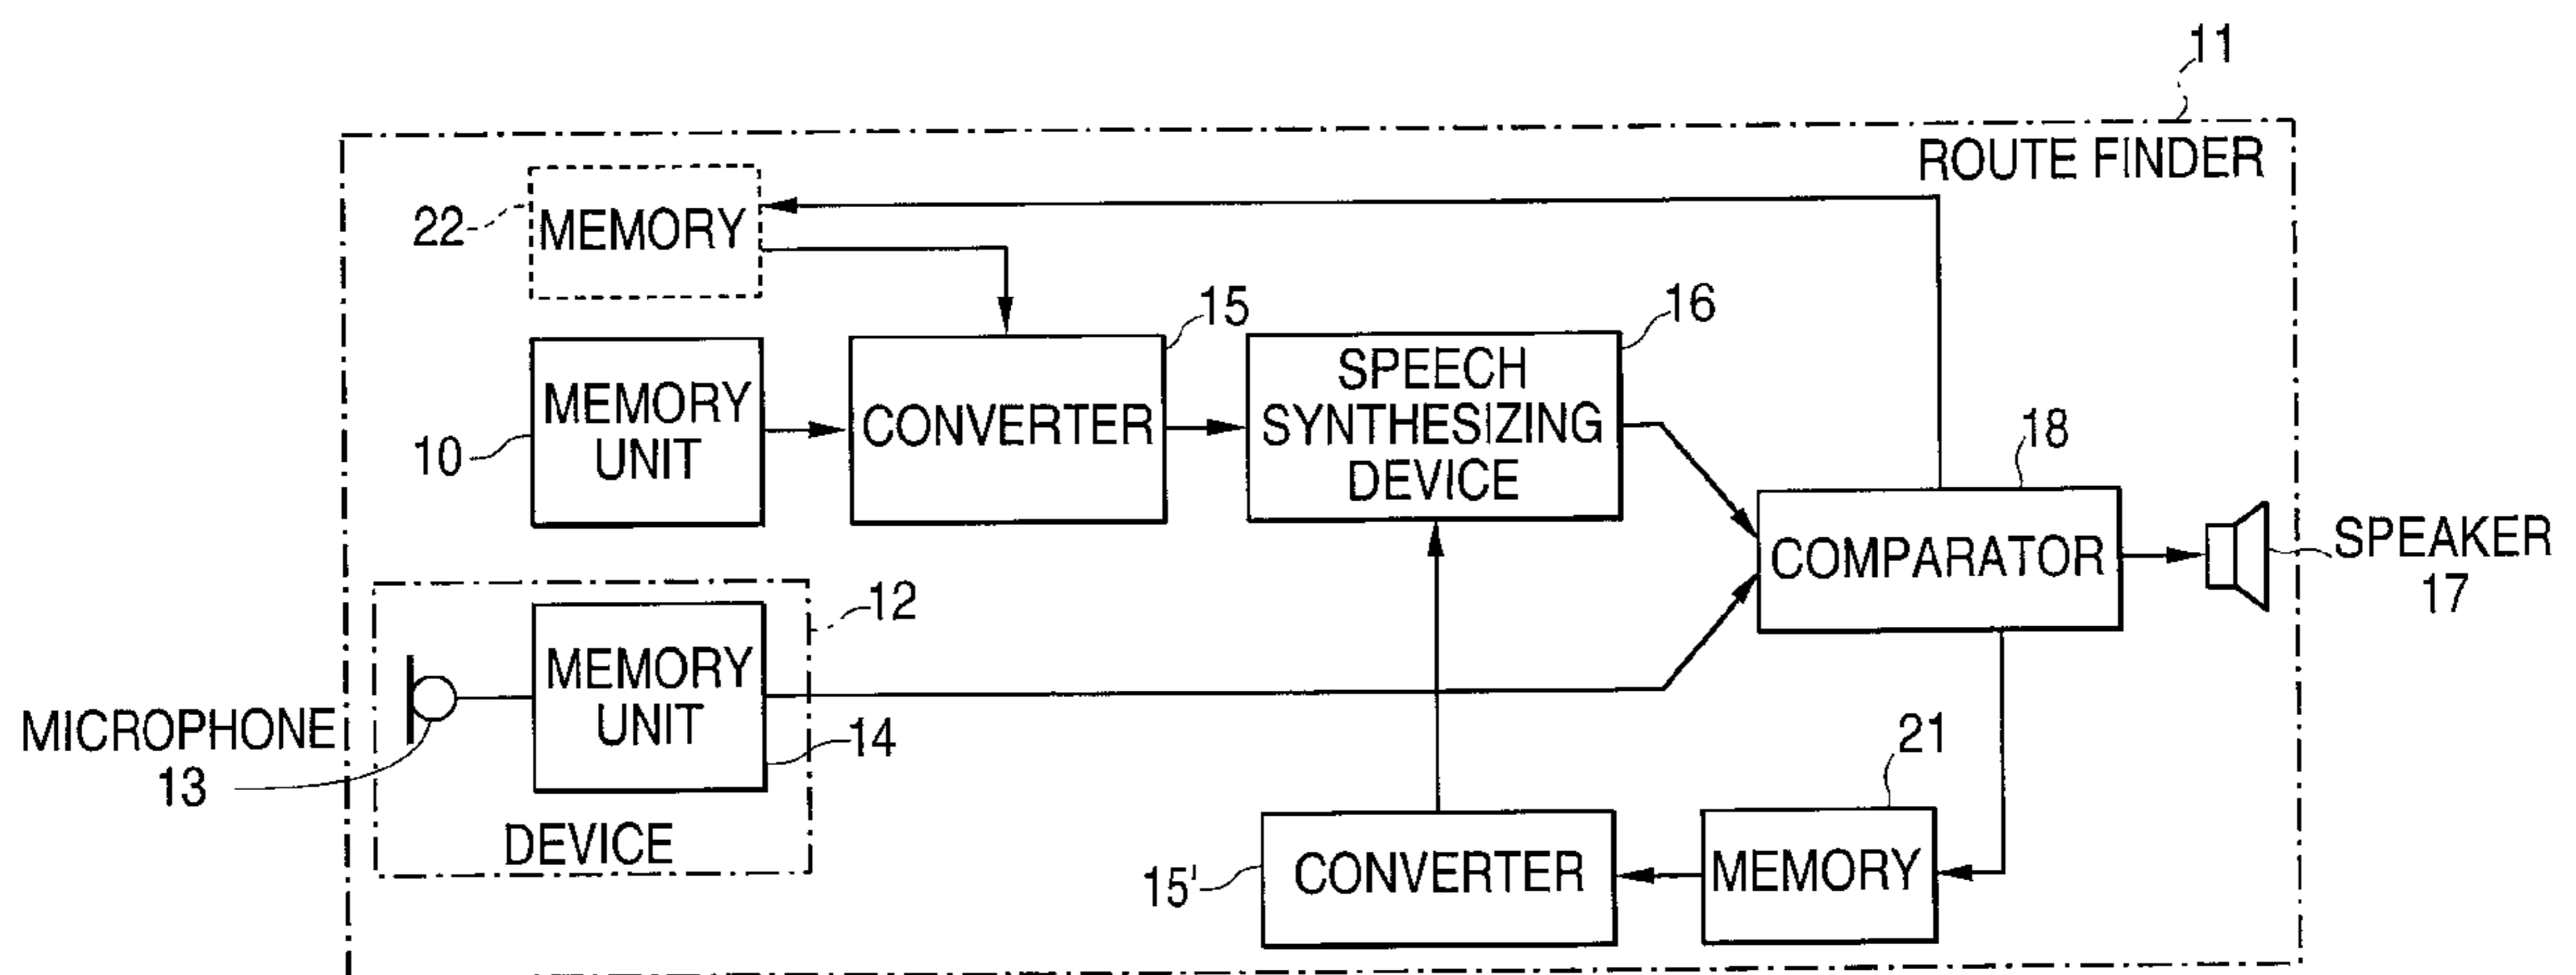 11
ROUTE FINDER
22
MEMORY
15
16
MEMORY
UNIT
10
CONVERTER
SPEECH
SYNTHESIZING
DEVICE
18
COMPARATOR
SPEAKER
17
12
MEMORY
UNIT
14
MICROPHONE
13
DEVICE
21
15'
CONVERTER
MEMORY